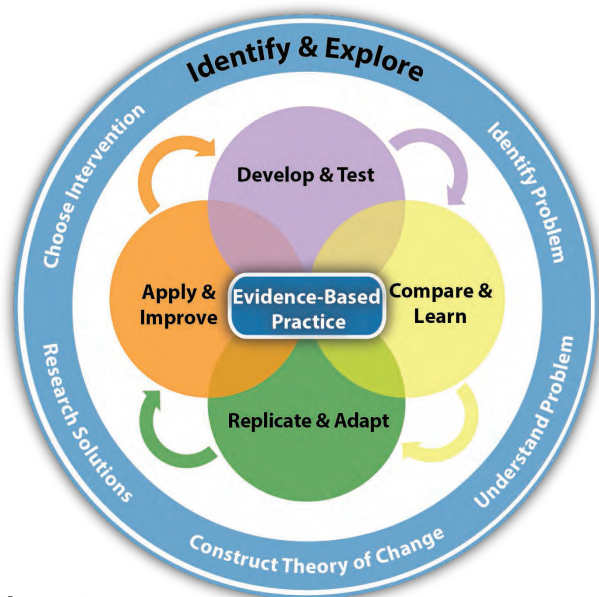 Identify & Explore
Identify Problem
Understand Problem
Construct Theory of Change
Research Solutions
Choose Intervention
Develop & Test
Compare &
Learn
Replicate & Adapt
Apply &
Improve
Evidence-Based
Practice